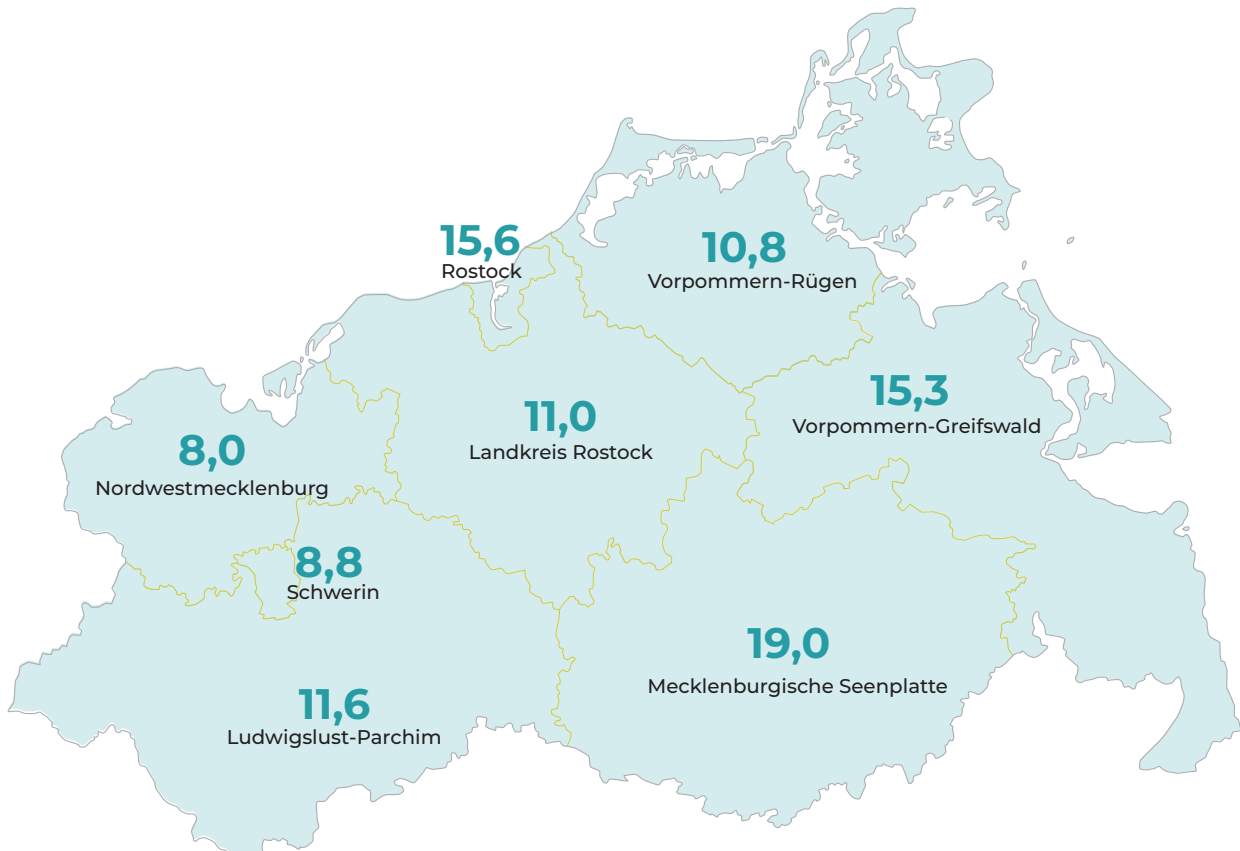 15,6
Rostock
10,8
Vorpommern-Rügen
15,3
Vorpommern-Greifswald
11,0
Landkreis Rostock
8,0
Nordwestmecklenburg
8,8
Schwerin
19,0
Mecklenburgische Seenplatte
11,6
Ludwigslust-Parchim